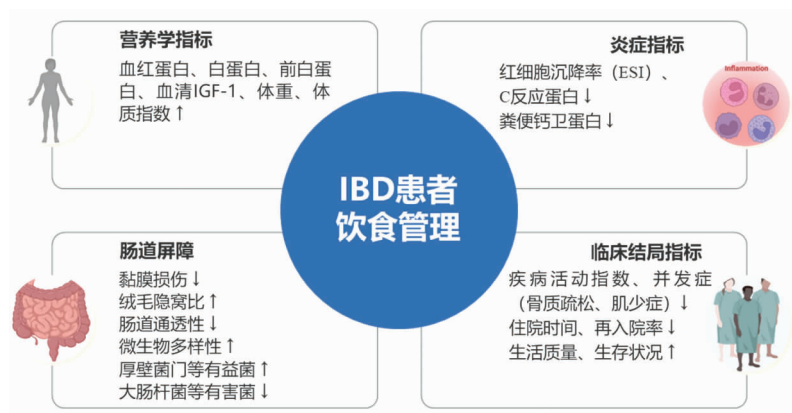 营养学指标
血红蛋白、白蛋白、前白蛋
白、血清IGF-1、体重、体
质指数↑
炎症指标
红细胞沉降率（ESI）、
C反应蛋白↓
粪便钙卫蛋白↓
Inflammation
IBD患者
饮食管理
肠道屏障
黏膜损伤↓
绒毛隐窝比↑
肠道通透性↓
微生物多样性↑
厚壁菌门等有益菌↑
大肠杆菌等有害菌↓
临床结局指标
疾病活动指数、并发症
（骨质疏松、肌少症）↓
住院时间、再入院率↓
生活质量、生存状况↑